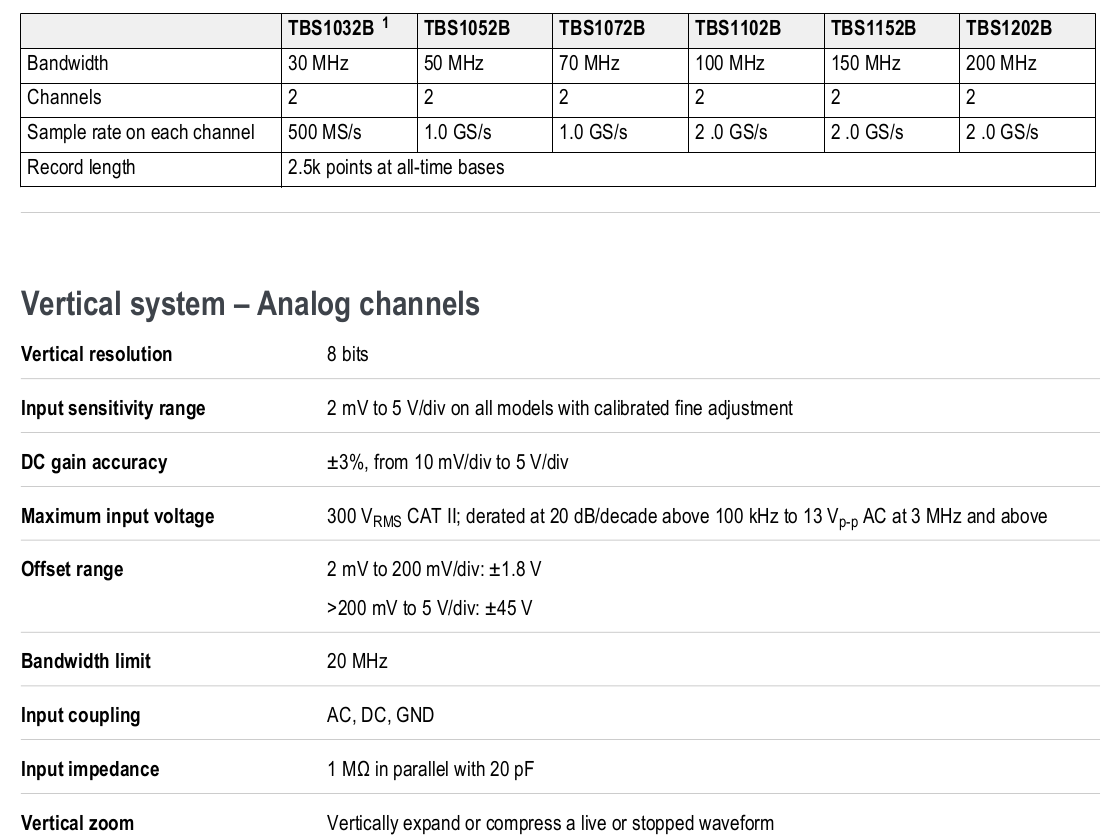 TBS1032B 1 TBS1052B TBS1072B TBS1102B TBS1152B TBS1202B
Bandwidth 30 MHz 50 MHz 70 MHz 100 MHz 150 MHz 200 MHz
Channels 2 2 2 2 2 2
Sample rate on each channel 500 MS/s 1.0 GS/s 1.0 GS/s 2 .0 GS/s 2 .0 GS/s 2 .0 GS/s
Record length 2.5k points at all-time bases
Vertical system – Analog channels
Vertical resolution 8 bits
Input sensitivity range 2 mV to 5 V/div on all models with calibrated fine adjustment
DC gain accuracy ±3%, from 10 mV/div to 5 V/div
Maximum input voltage 300 VRMS CAT II; derated at 20 dB/decade above 100 kHz to 13 Vp-p AC at 3 MHz and above
Offset range 2 mV to 200 mV/div: ±1.8 V
>200 mV to 5 V/div: ±45 V
Bandwidth limit 20 MHz
Input coupling AC, DC, GND
Input impedance 1 MΩ in parallel with 20 pF
Vertical zoom Vertically expand or compress a live or stopped waveform